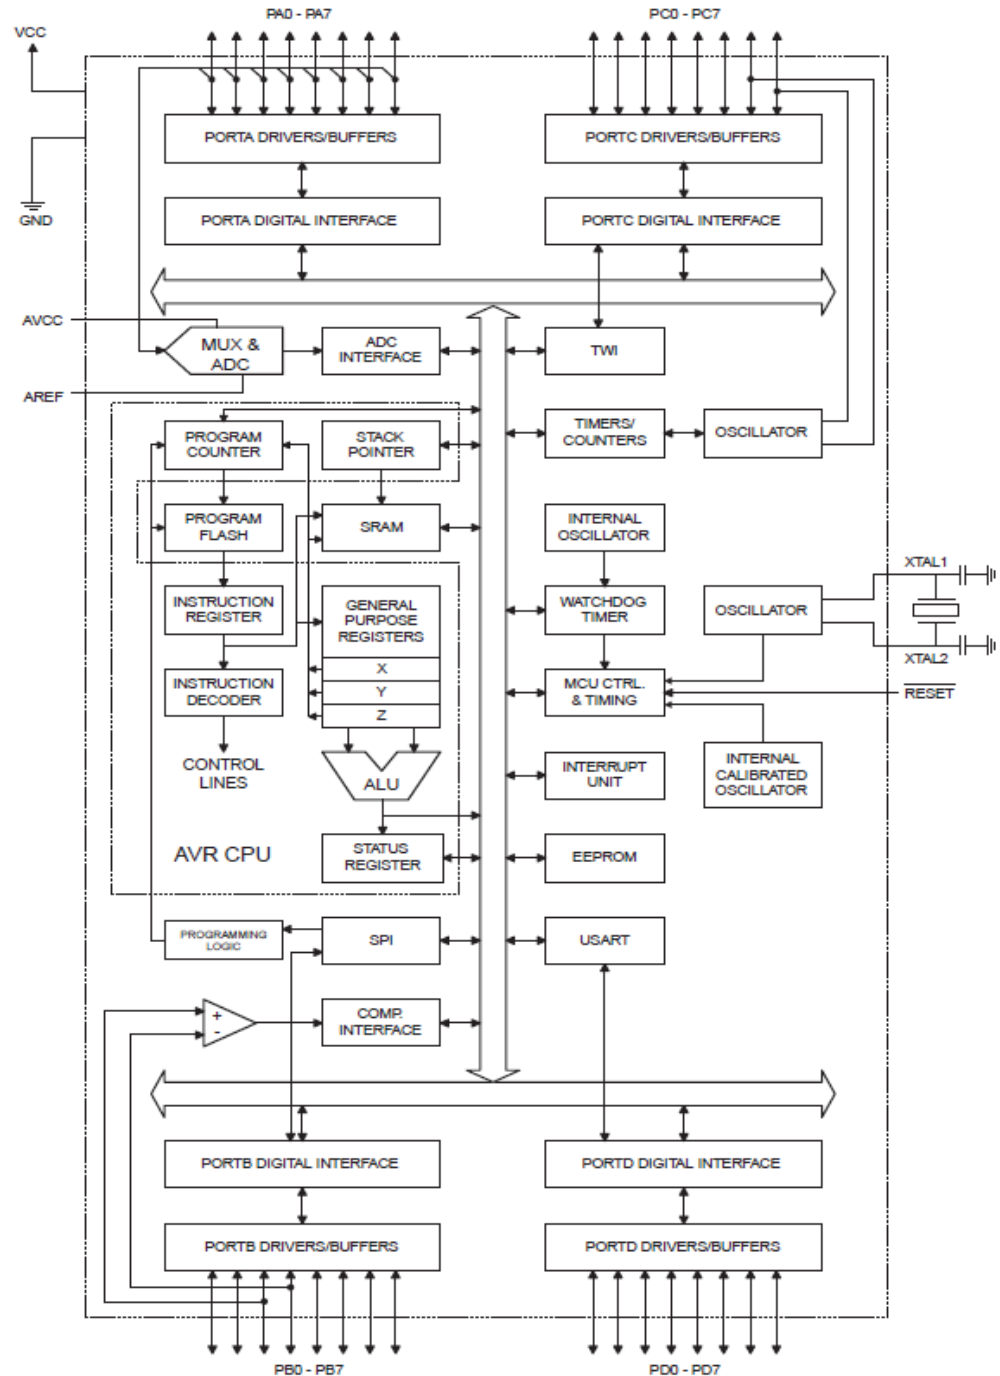 PA0 - PA7
PC0 - PC7
VCC
PORTA DRIVERS/BUFFERS
PORTC DRIVERS/BUFFERS
PORTA DIGITAL INTERFACE
PORTC DIGITAL INTERFACE
GND
AVCC
MUX &
ADC
ADC
INTERFACE
TWI
AREF
PROGRAM
COUNTER
STACK
POINTER
TIMERS/
COUNTERS
OSCILLATOR
PROGRAM
FLASH
SRAM
INTERNAL
OSCILLATOR
XTAL1
INSTRUCTION
REGISTER
GENERAL
PURPOSE
REGISTERS
WATCHDOG
TIMER
OSCILLATOR
XTAL2
X
Y
Z
INSTRUCTION
DECODER
MCU CTRL.
& TIMING
RESET
CONTROL
LINES
ALU
INTERRUPT
UNIT
INTERNAL
CALIBRATED
OSCILLATOR
AVR CPU
STATUS
REGISTER
EEPROM
PROGRAMMING
LOGIC
SPI
USART
+
-
COMP.
INTERFACE
PORTB DIGITAL INTERFACE
PORTD DIGITAL INTERFACE
PORTB DRIVERS/BUFFERS
PORTD DRIVERS/BUFFERS
PB0 - PB7
PD0 - PD7